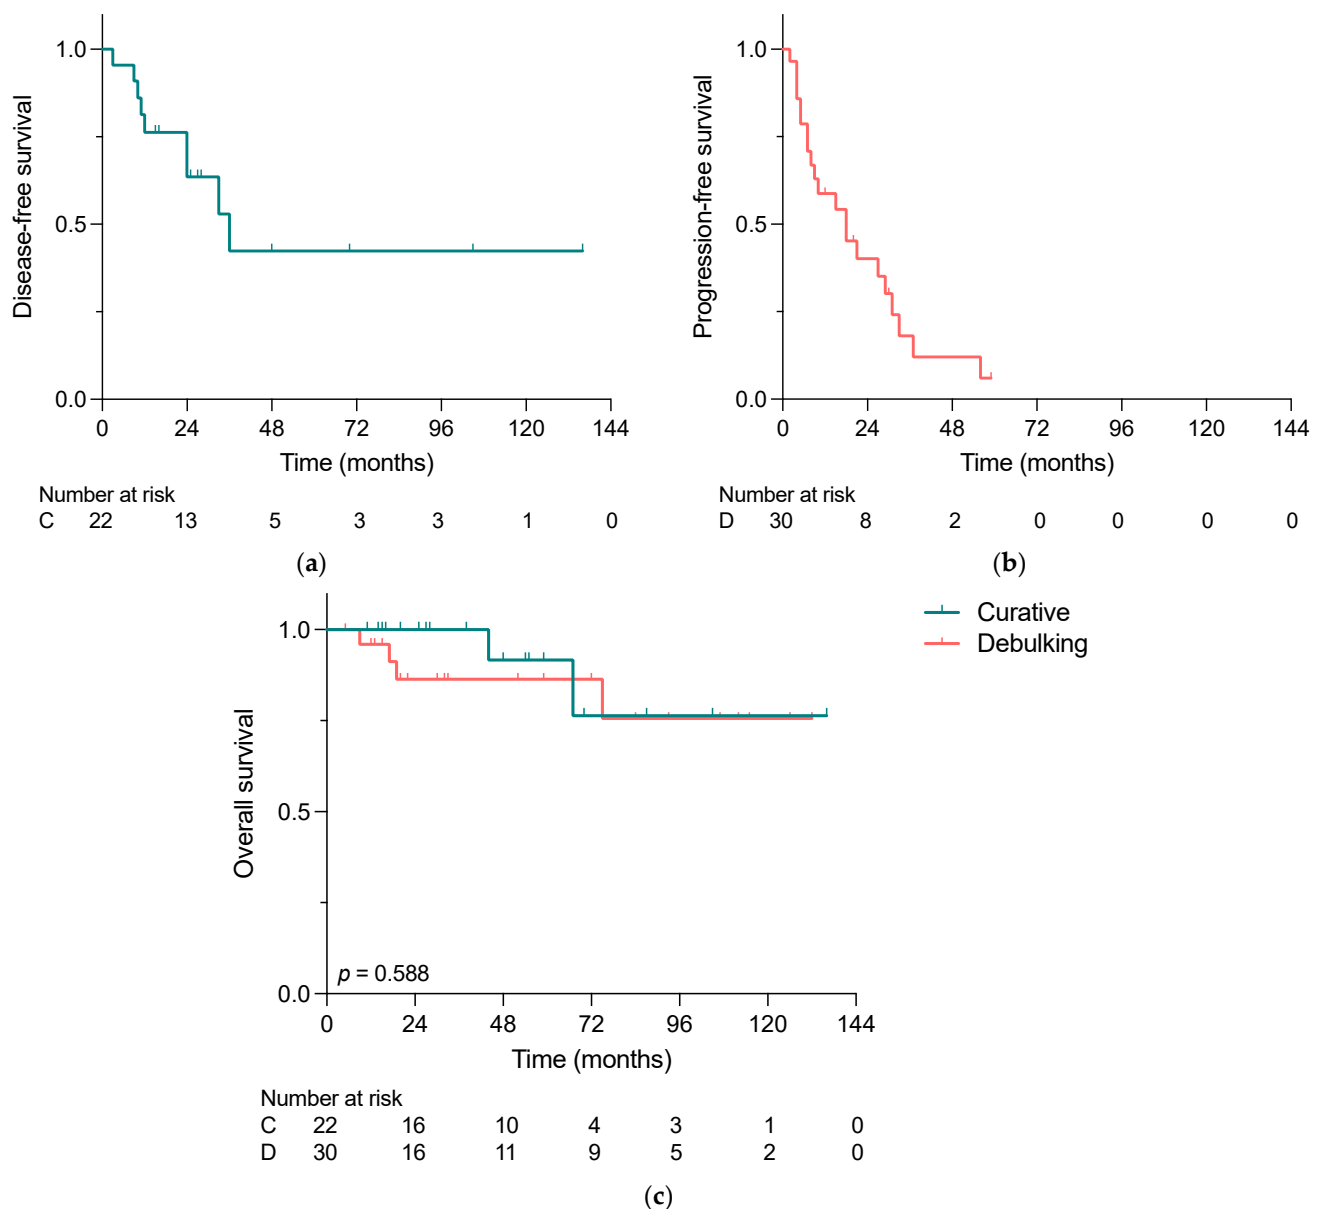 Disease-free survival
1.0
0.5
0.0
0 24 48 72 96 120 144
Time (months)
Number at risk
C 22 13 5 3 3 1 0
(a)
Progression-free survival
1.0
0.5
0.0
0 24 48 72 96 120 144
Time (months)
Number at risk
D 30 8 2 0 0 0 0
(b)
Overall survival
1.0
0.5
0.0
p = 0.588
0 24 48 72 96 120 144
Time (months)
Curative
Debulking
Number at risk
C 22 16 10 4 3 1 0
D 30 16 11 9 5 2 0
(c)